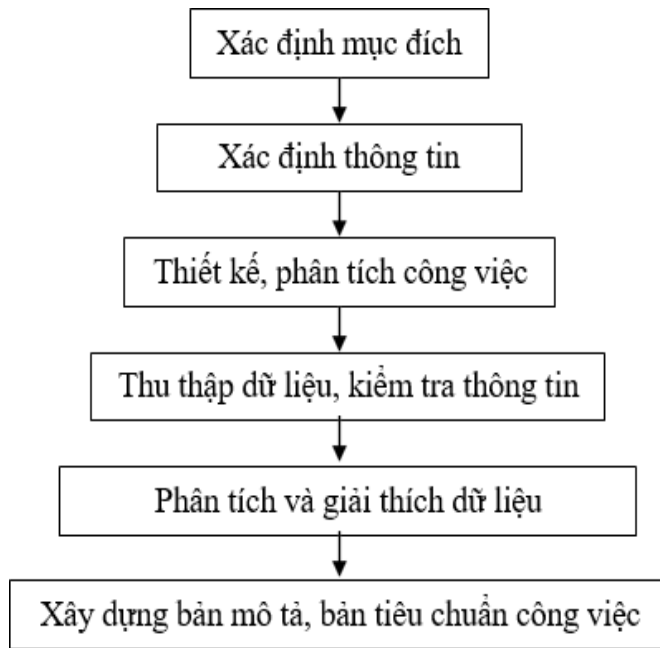 Xác định mục đích
Xác định thông tin
Thiết kế, phân tích công việc
Thu thập dữ liệu, kiểm tra thông tin
Phân tích và giải thích dữ liệu
Xây dựng bản mô tả, bản tiêu chuẩn công việc